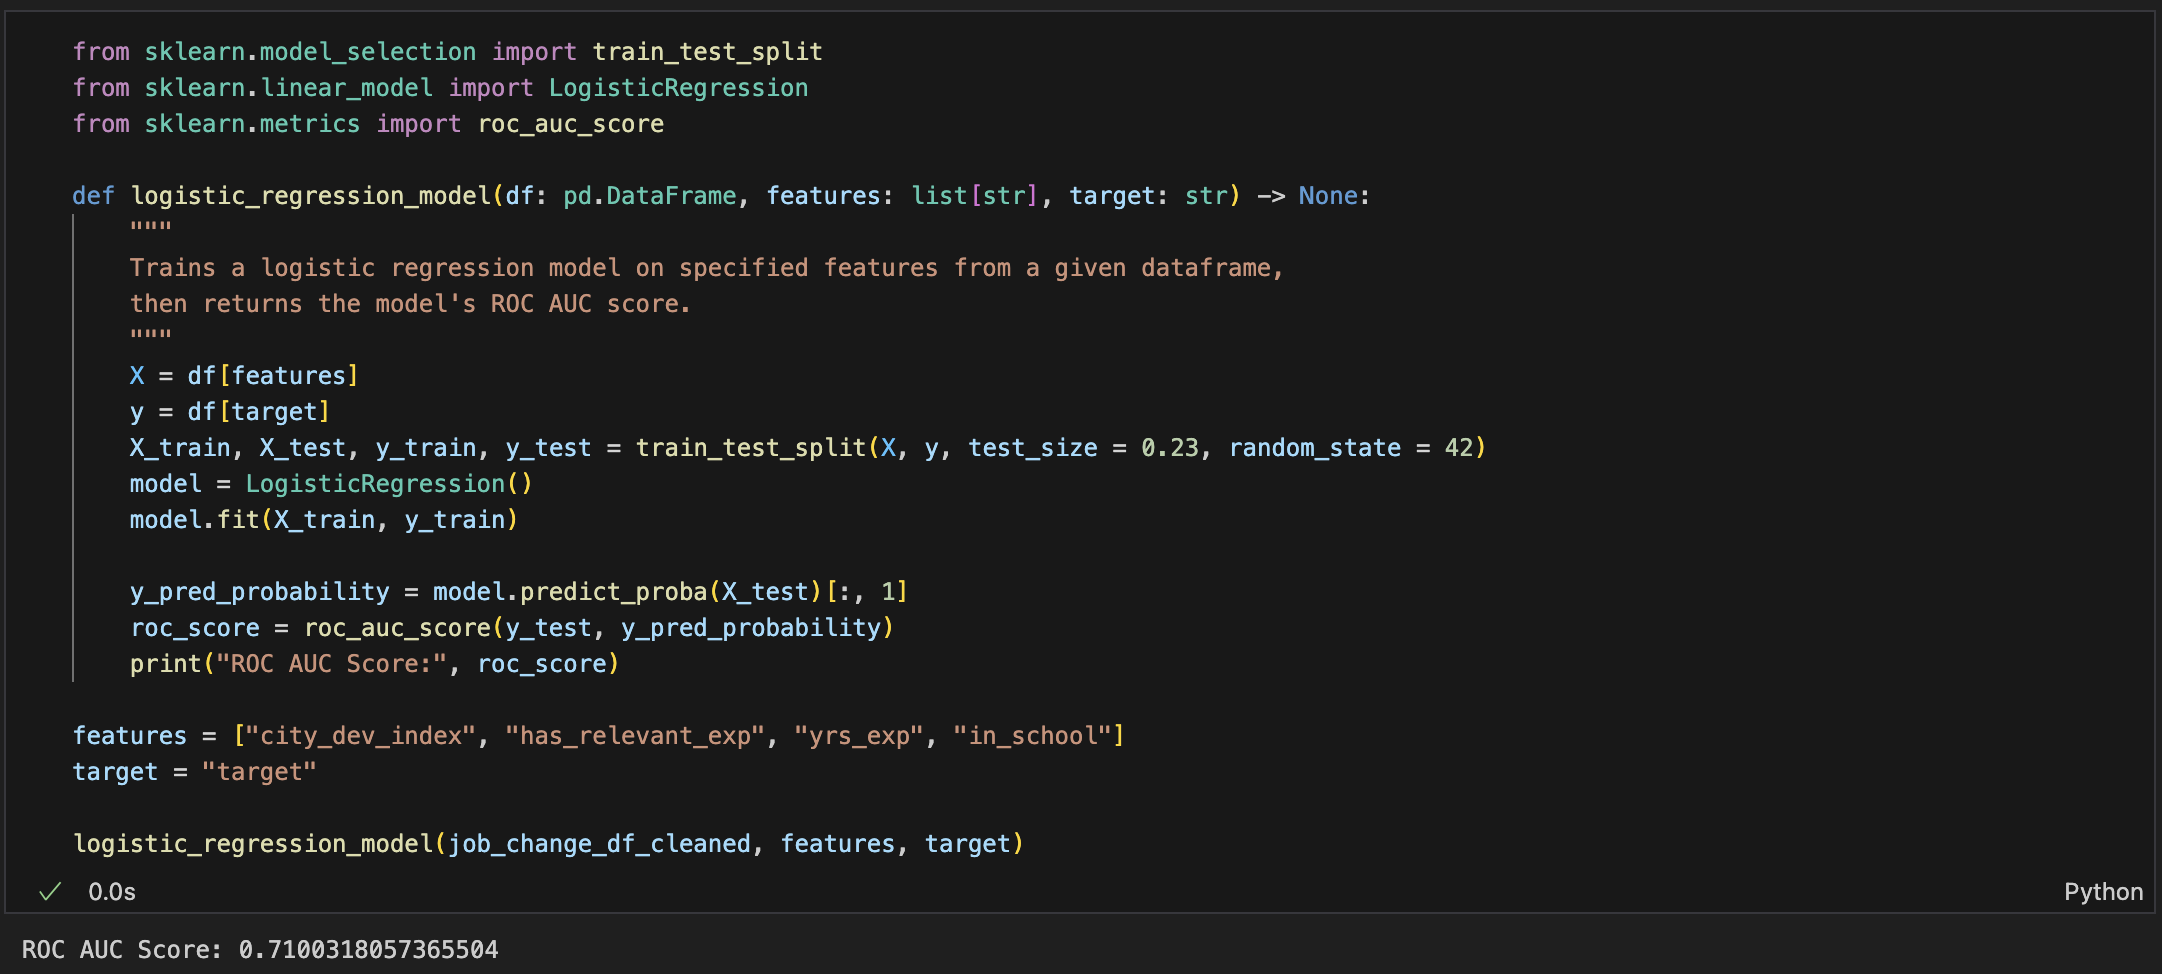 from sklearn.model_selection import train_test_split
from sklearn.linear_model import LogisticRegression
from sklearn.metrics import roc_auc_score
def logistic_regression_model(df: pd.DataFrame, features: list[str], target: str) -> None:
    """
    Trains a logistic regression model on specified features from a given dataframe,
    then returns the model's ROC AUC score.
    """
    X = df[features]
    y = df[target]
    X_train, X_test, y_train, y_test = train_test_split(X, y, test_size = 0.23, random_state = 42)
    model = LogisticRegression()
    model.fit(X_train, y_train)
    y_pred_probability = model.predict_proba(X_test)[:, 1]
    roc_score = roc_auc_score(y_test, y_pred_probability)
    print("ROC AUC Score:", roc_score)
features = ["city_dev_index", "has_relevant_exp", "yrs_exp", "in_school"]
target = "target"
logistic_regression_model(job_change_df_cleaned, features, target)
✓ 0.0s
Python
ROC AUC Score: 0.7100318057365504